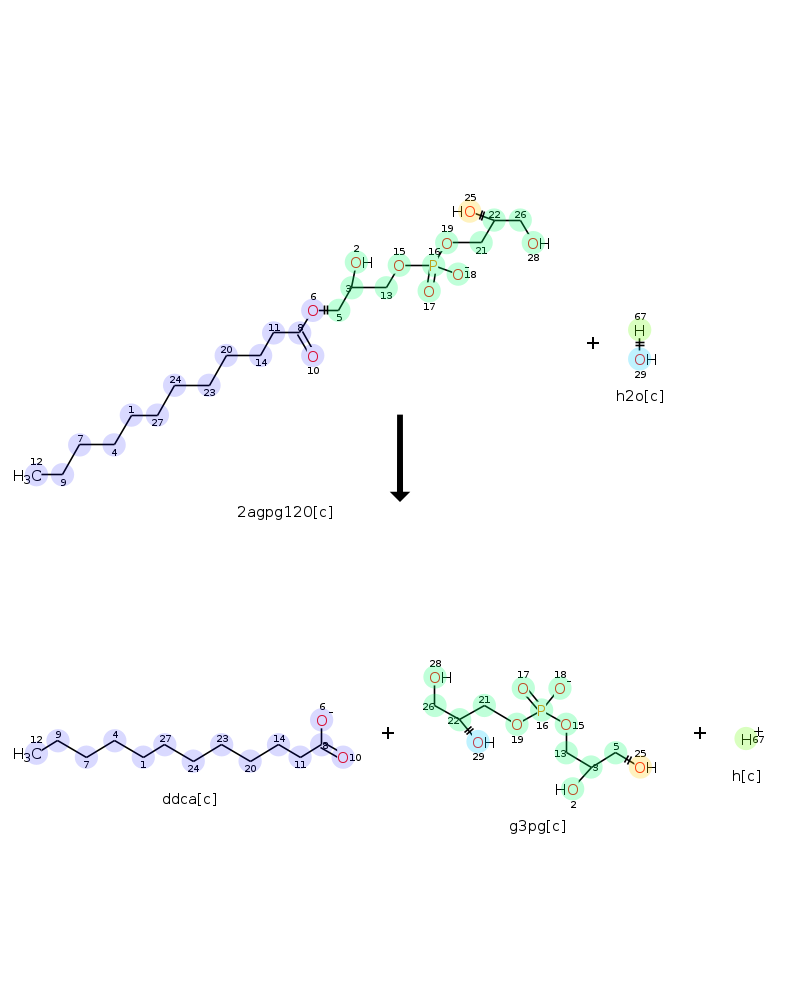 25
HO 22 26
19
2 15 16 21 OH
OH O O P O 28
O- 18
6 3 13 O
O 5 17 67
11 8 H
20 O + OH
24 14 10 29
1 23 h2o[c]
7 27
12 4
H3C 9
2agpg120[c]
28
OH 17 18
26 21 O O-
6 22 P
O- O 16 O 15
12 9 4 27 23 14 8 + OH 19 5 25 + +
H3C 7 1 24 20 11 O 10 29 13 3 OH H 67
ddca[c] HO h[c]
2
g3pg[c]